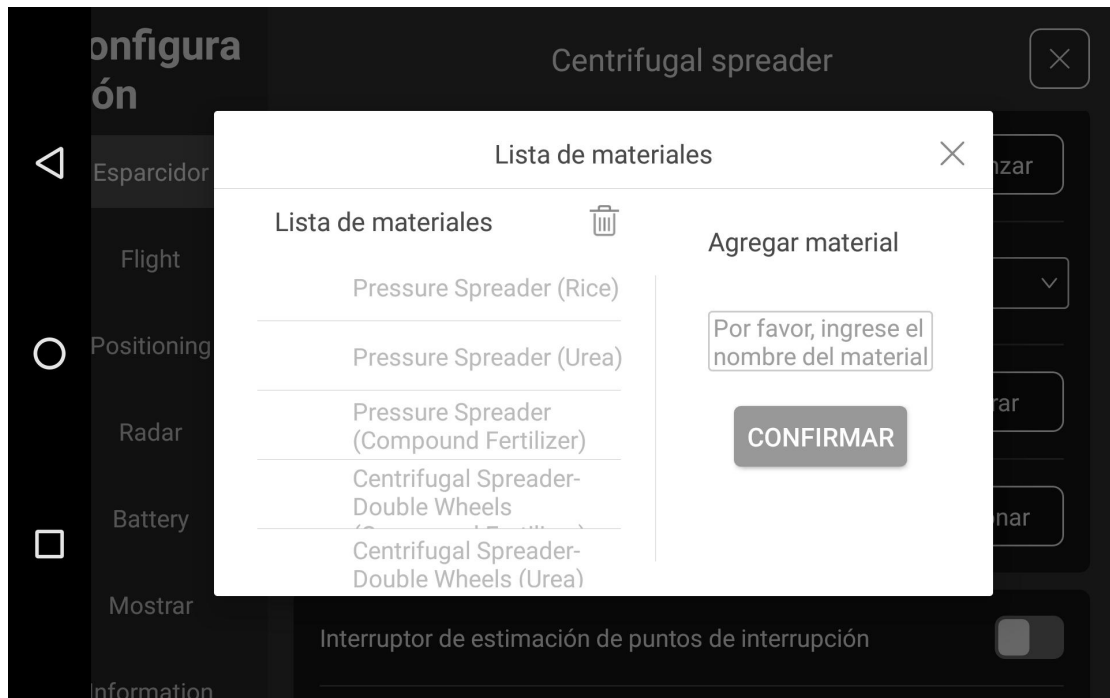 onfigura
ón
Centrifugal spreader
Lista de materiales
Esparcidor
nzar
Lista de materiales
Agregar material
Flight
Pressure Spreader (Rice)
Por favor, ingrese el
nombre del material
Positioning
Pressure Spreader (Urea)
Pressure Spreader
(Compound Fertilizer)
rar
Radar
CONFIRMAR
Centrifugal Spreader-
Double Wheels
Battery
onar
Centrifugal Spreader-
Double Wheels (Urea)
Mostrar
Interruptor de estimación de puntos de interrupción
Information